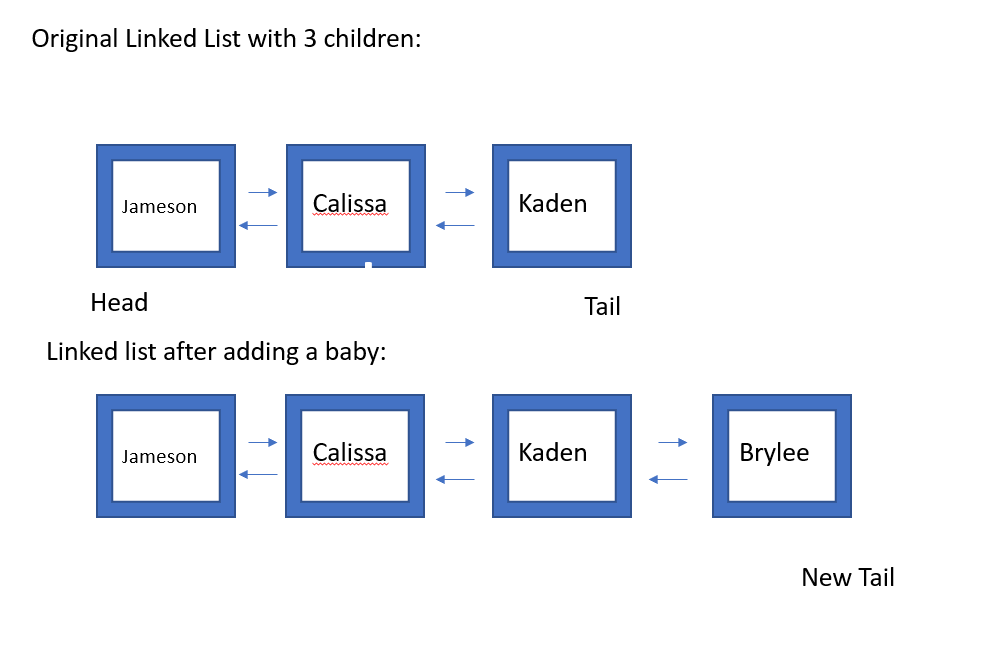 Original Linked List with 3 children:
Jameson Calissa Kaden
Head Tail
Linked list after adding a baby:
Jameson Calissa Kaden Brylee
New Tail